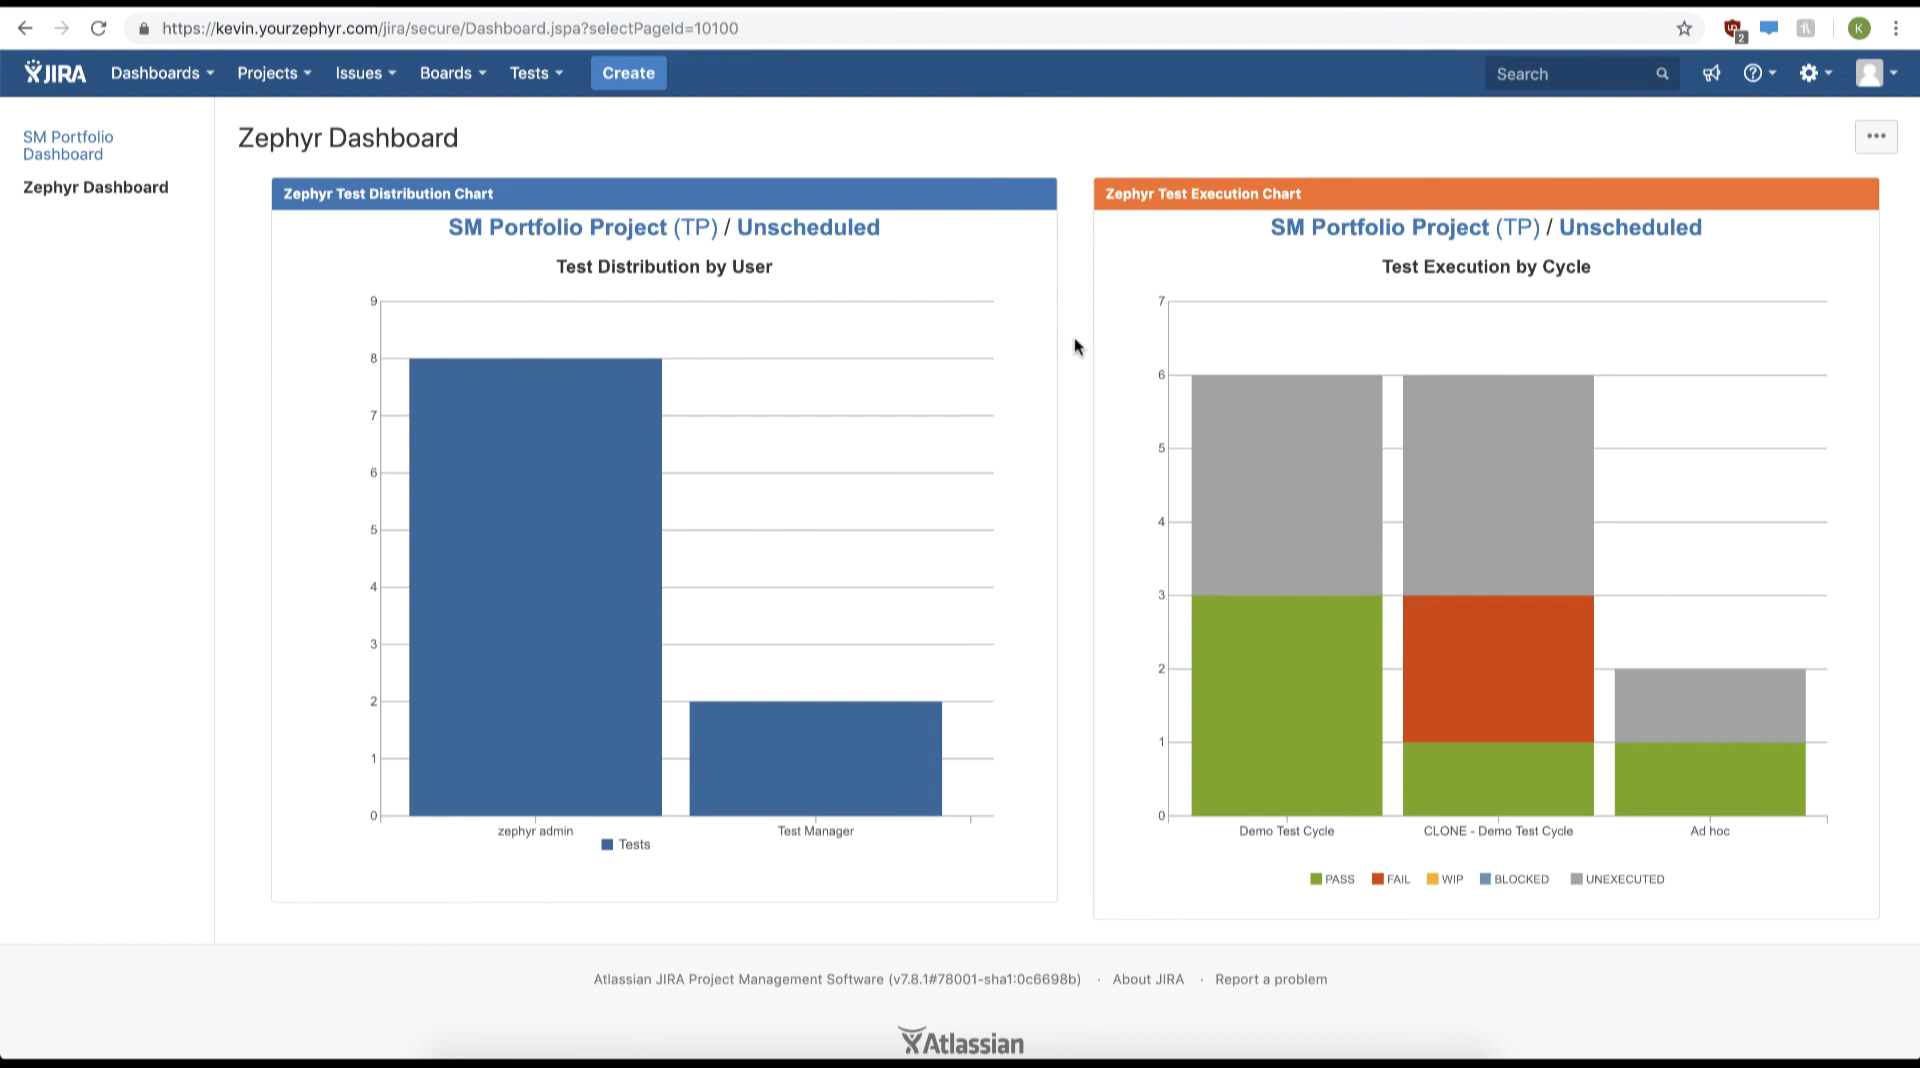 https://kevin.yourzephyr.com/jira/secure/Dashboard.jspa?selectPageId=10100
2
K
JIRA Dashboards Projects Issues Boards Tests Create Search
SM Portfolio
Dashboard
Zephyr Dashboard
Zephyr Dashboard
Zephyr Test Distribution Chart
SM Portfolio Project (TP) / Unscheduled
Test Distribution by User
9
8
7
6
5
4
3
2
1
0
zephyr admin Test Manager
Tests
Zephyr Test Execution Chart
SM Portfolio Project (TP) / Unscheduled
Test Execution by Cycle
7
6
5
4
3
2
1
0
Demo Test Cycle CLONE - Demo Test Cycle Ad hoc
PASS FAIL WIP BLOCKED UNEXECUTED
Atlassian JIRA Project Management Software (v7.8.1#78001-sha1:0c6698b) · About JIRA · Report a problem
Atlassian